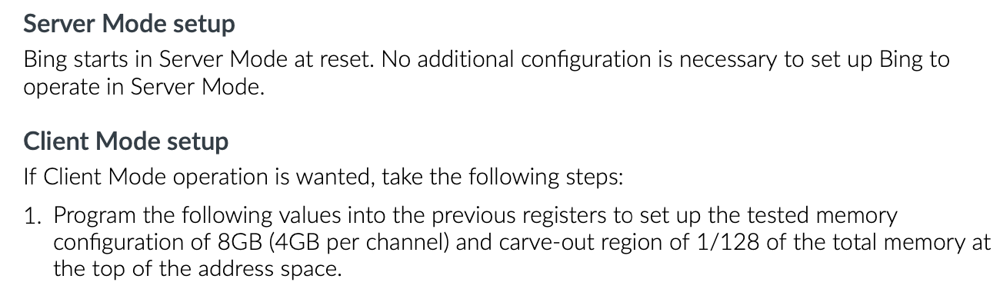 Server Mode setup
Bing starts in Server Mode at reset. No additional configuration is necessary to set up Bing to
operate in Server Mode.
Client Mode setup
If Client Mode operation is wanted, take the following steps:
1. Program the following values into the previous registers to set up the tested memory
configuration of 8GB (4GB per channel) and carve-out region of 1/128 of the total memory at
the top of the address space.